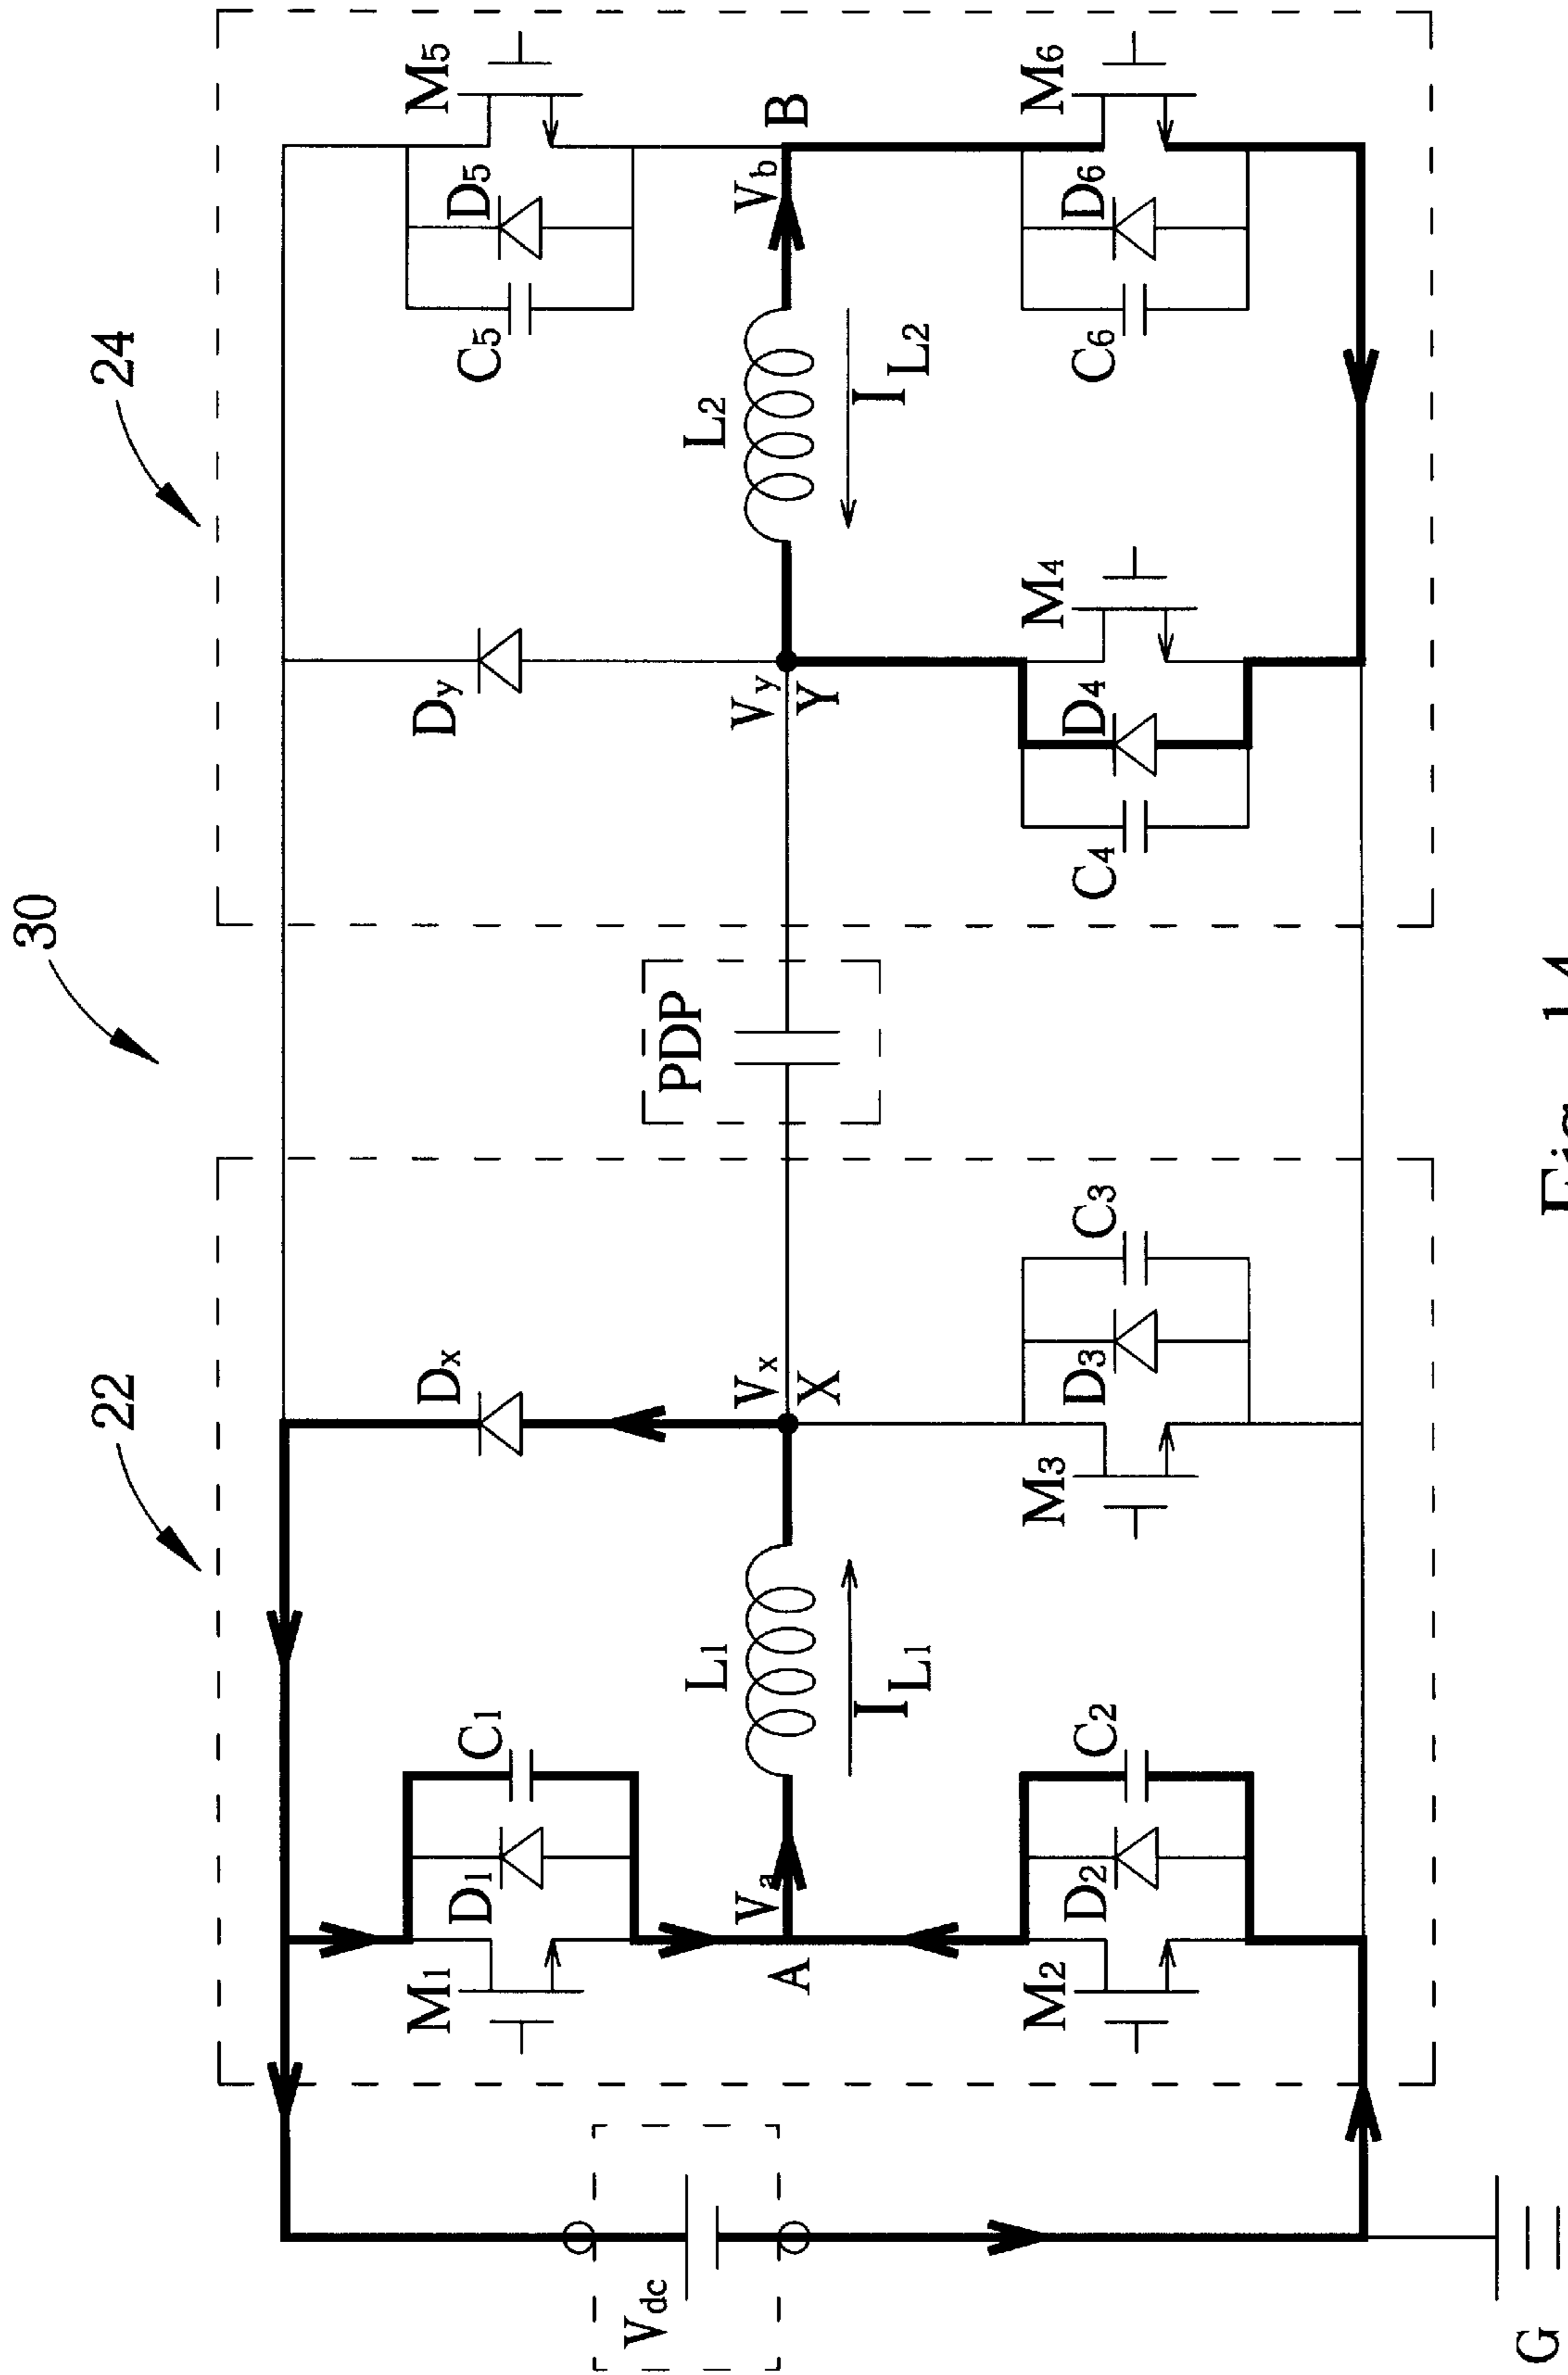 30
22
24
Vdc
G
M1
D1
C1
A
Va
L1
IL1
M2
D2
C2
Dx
Vx
X
M3
D3
C3
PDP
Dy
Vy
Y
L2
IL2
C4
D4
M4
C5
D5
M5
Vb
B
C6
D6
M6